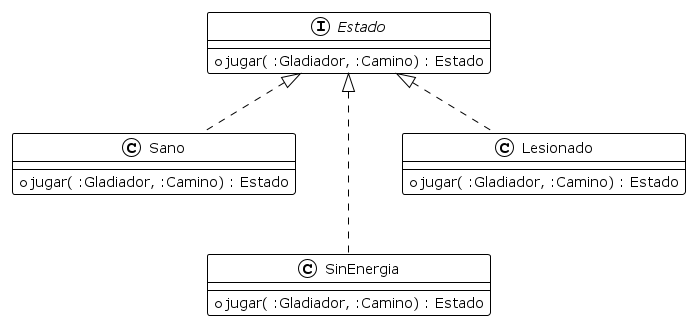 I Estado
jugar( :Gladiador, :Camino) : Estado
C Sano
jugar( :Gladiador, :Camino) : Estado
C Lesionado
jugar( :Gladiador, :Camino) : Estado
C SinEnergia
jugar( :Gladiador, :Camino) : Estado